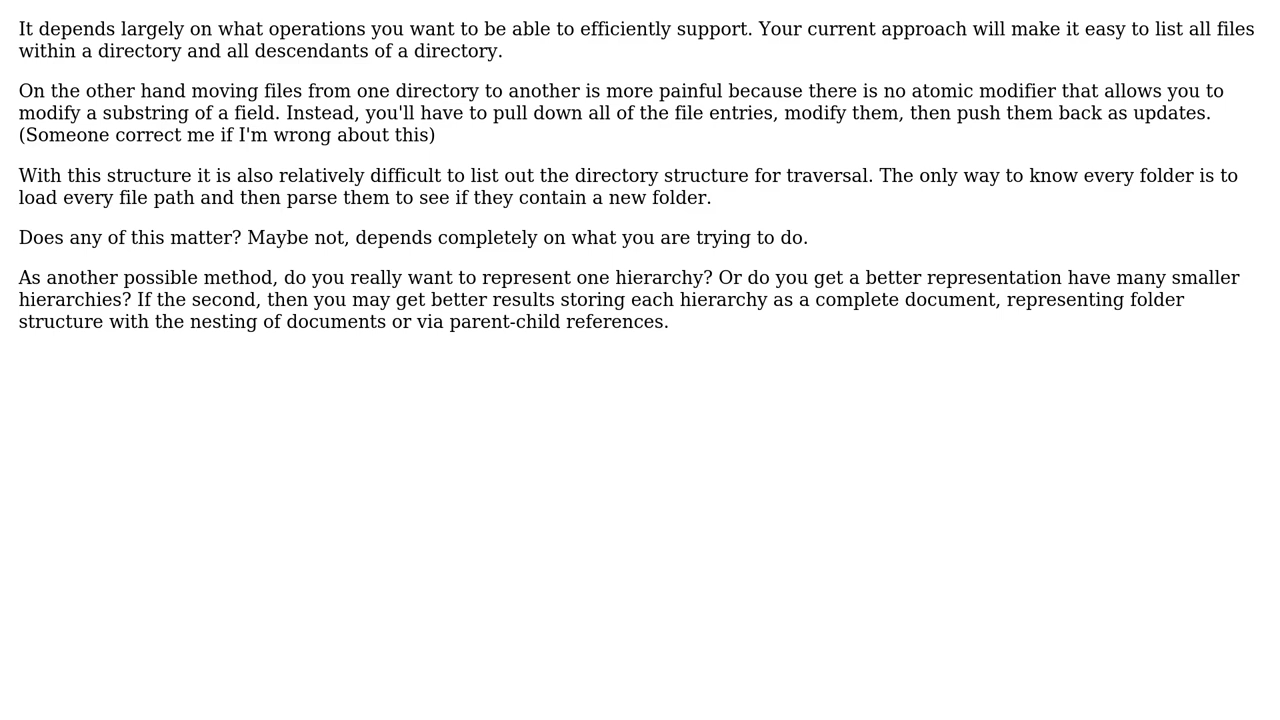 It depends largely on what operations you want to be able to efficiently support. Your current approach will make it easy to list all files
within a directory and all descendants of a directory.
On the other hand moving files from one directory to another is more painful because there is no atomic modifier that allows you to
modify a substring of a field. Instead, you'll have to pull down all of the file entries, modify them, then push them back as updates.
(Someone correct me if I'm wrong about this)
With this structure it is also relatively difficult to list out the directory structure for traversal. The only way to know every folder is to
load every file path and then parse them to see if they contain a new folder.
Does any of this matter? Maybe not, depends completely on what you are trying to do.
As another possible method, do you really want to represent one hierarchy? Or do you get a better representation have many smaller
hierarchies? If the second, then you may get better results storing each hierarchy as a complete document, representing folder
structure with the nesting of documents or via parent-child references.